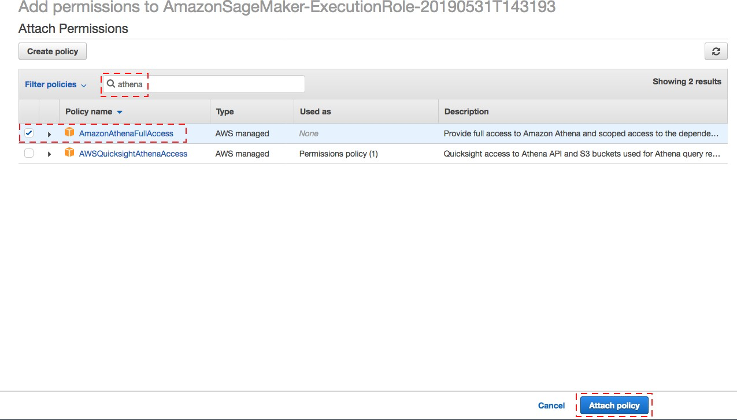 Add permissions to AmazonSageMaker-ExecutionRole-20190531T143193
Attach Permissions
Create policy
Filter policies athena Showing 2 results
Policy name Type Used as Description
AmazonAthenaFullAccess AWS managed None Provide full access to Amazon Athena and scoped access to the depende…
AWSQuicksightAthenaAccess AWS managed Permissions policy (1) Quicksight access to Athena API and S3 buckets used for Athena query re…
Cancel Attach policy